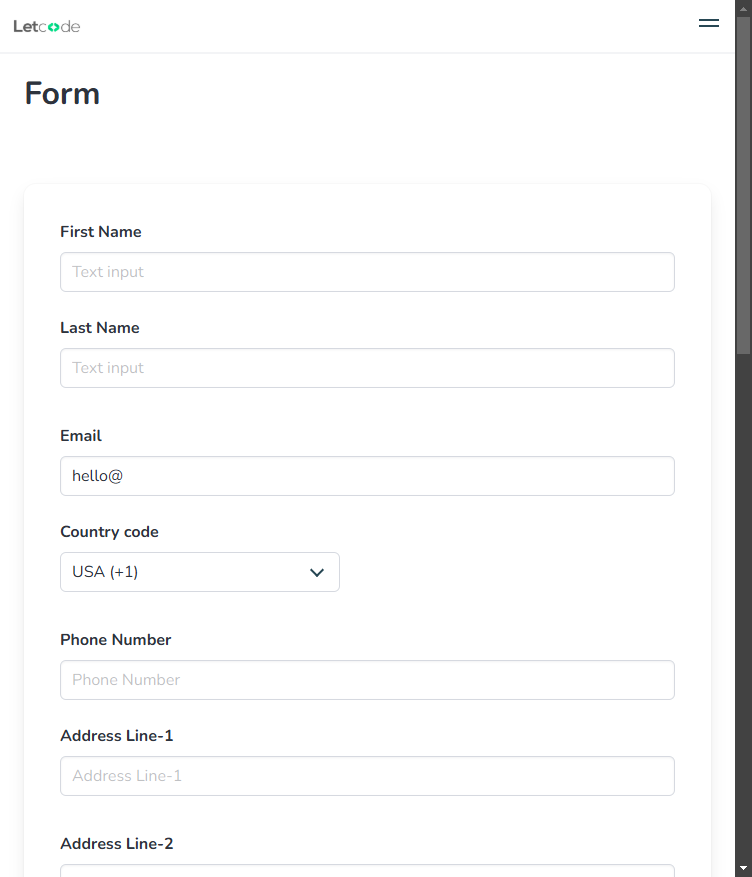 Letcode
Form
First Name
Text input
Last Name
Text input
Email
hello@
Country code
USA (+1)
Phone Number
Phone Number
Address Line-1
Address Line-1
Address Line-2